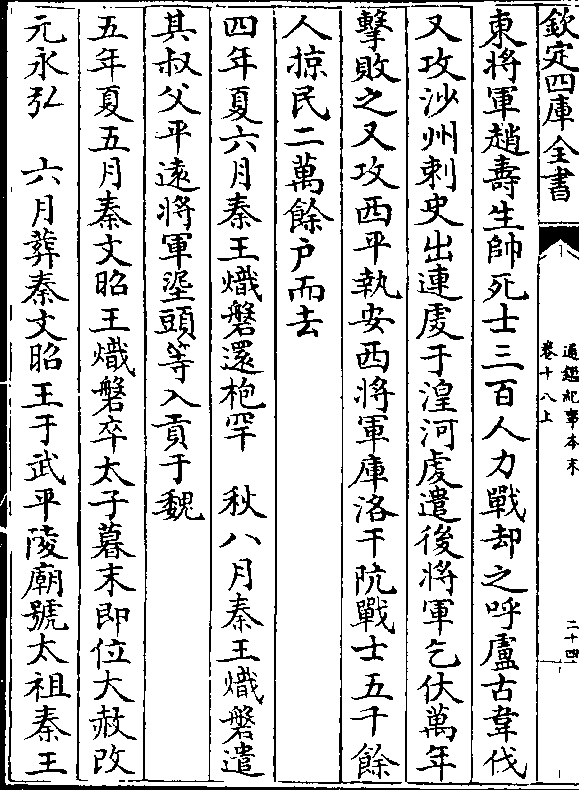 欽定四庫全書
通鑑紀事本末
卷十八上
二十四
東將軍趙壽生帥死士三百人力戰却之呼盧古韋伐
又攻沙州刺史出連虔于湟河虔遣後將軍乞伏萬年
擊敗之又攻西平執安西將軍庫洛干阬戰士五千餘
人掠民二萬餘户而去
四年夏六月秦王熾磐還枹罕 秋八月秦王熾磐遣
其叔父平遠將軍埿頭等入貢于魏
五年夏五月秦文昭王熾磐卒太子暮末即位大赦改
元永弘 六月葬秦文昭王于武平陵廟號太祖秦王